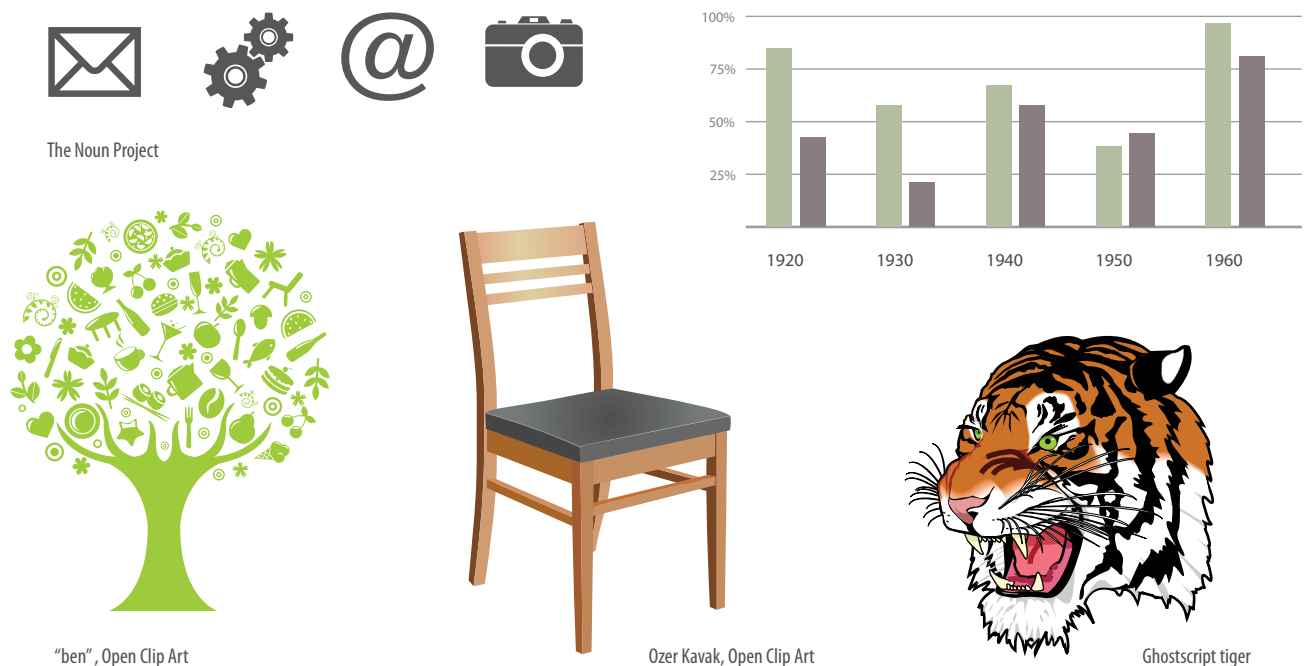 @
The Noun Project
100%
75%
50%
25%
1920 1930 1940 1950 1960
“ben” , Open Clip Art
Ozer Kavak, Open Clip Art
Ghostscript tiger